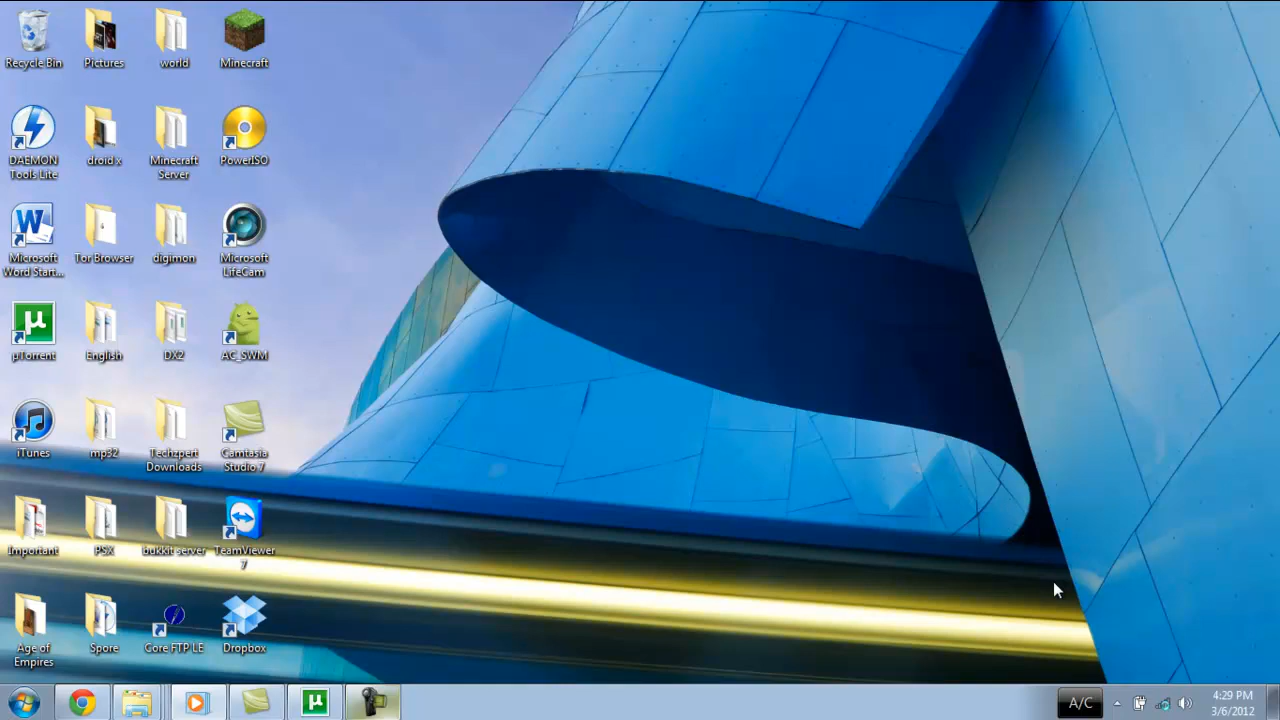 Recycle Bin
Pictures
world
Minecraft
DAEMON
Tools Lite
droid x
Minecraft
Server
PowerISO
Microsoft
Word Start...
Tor Browser
digimon
Microsoft
LifeCam
µTorrent
English
DX2
AC_SWM
iTunes
mp32
Techzpert
Downloads
Camtasia
Studio 7
Important
PSX
bukkit server
TeamViewer
7
Age of
Empires
Spore
Core FTP LE
Dropbox
A/C
4:29 PM
3/6/2012